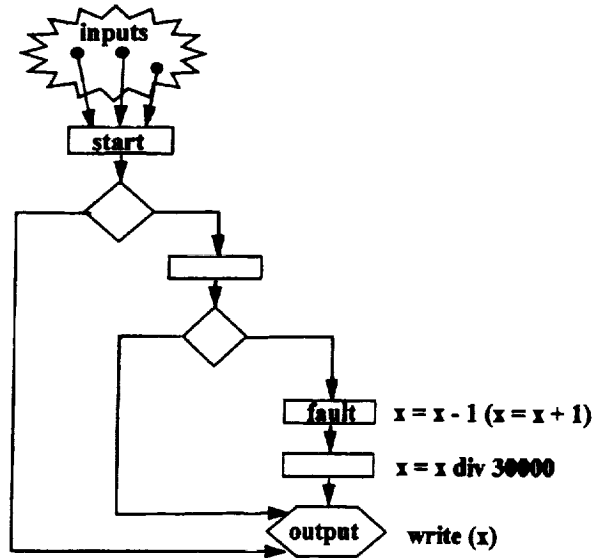 inputs
start
fault
x = x - 1 (x = x + 1)
x = x div 30000
output
write (x)